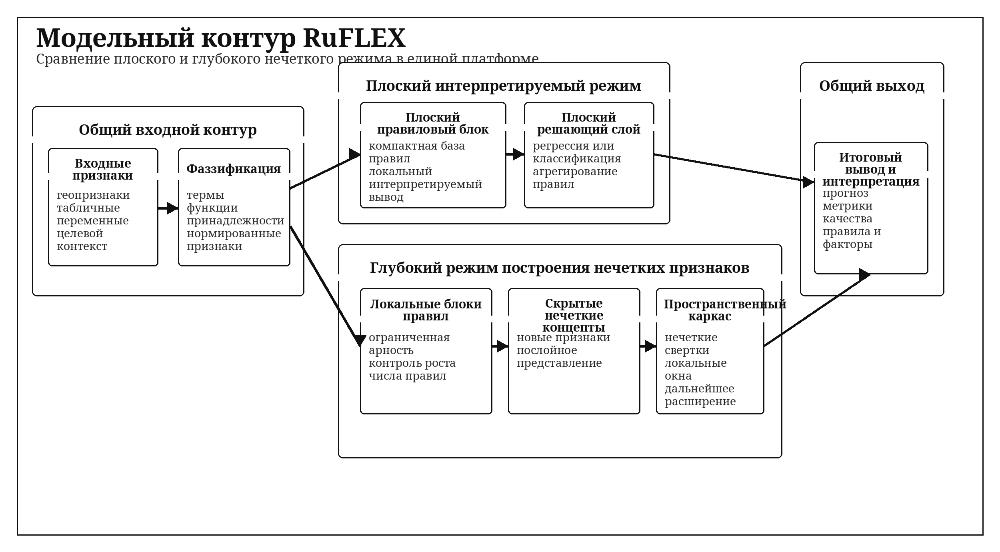 Модельный контур RuFLEX
Сравнение плоского и глубокого нечеткого режима в единой платформе
Общий входной контур
Входные
признаки
геопризнаки
табличные
переменные
целевой
контекст
Фаззификация
термы
функции
принадлежности
нормированные
признаки
Плоский интерпретируемый режим
Плоский
правиловый блок
компактная база
правил
локальный
интерпретируемый
вывод
Плоский
решающий слой
регрессия или
классификация
агрегирование
правил
Глубокий режим построения нечетких признаков
Локальные блоки
правил
ограниченная
арность
контроль роста
числа правил
Скрытые
нечеткие
концепты
новые признаки
послойное
представление
Пространственный
каркас
нечеткие
свертки
локальные
окна
дальнейшее
расширение
Общий выход
Итоговый
вывод и
интерпретация
прогноз
метрики
качества
правила и
факторы